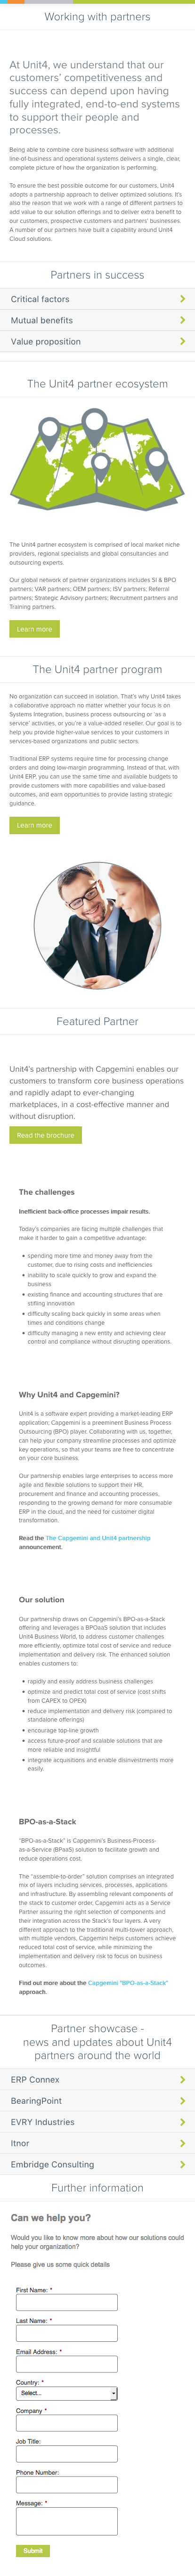 Working with partners
At Unit4, we understand that our
customers' competitiveness and
success can depend upon having
fully integrated, end-to-end systems
to support their people and
processes.
Being able to combine core business software with additional
line-of-business and operational systems delivers a single, clear,
complete picture of how the organization is performing.
To ensure the best possible outcome for our customers, Unit4
adopts a partnership approach to deliver optimized solutions. It's
also the reason that we work with a range of different partners to
add value to our solution offerings and to deliver extra benefit to
our customers, prospective customers and partners' businesses.
A number of our partners have built a capability around Unit4
Cloud solutions.
Partners in success
Critical factors
Mutual benefits
Value proposition
The Unit4 partner ecosystem
The Unit4 partner ecosystem is comprised of local market niche
providers, regional specialists and global consultancies and
outsourcing experts.
Our global network of partner organizations includes SI & BPO
partners; VAR partners; OEM partners; ISV partners; Referral
partners; Strategic Advisory partners; Recruitment partners and
Training partners.
Learn more
The Unit4 partner program
No organization can succeed in isolation. That's why Unit4 takes
a collaborative approach no matter whether your focus is on
Systems Integration, business process outsourcing or 'as a
service' activities, or you're a value-added reseller. Our goal is to
help you provide higher-value services to your customers in
services-based organizations and public sectors.
Traditional ERP systems require time for processing change
orders and doing low-margin programming. Instead of that, with
Unit4 ERP, you can use the same time and available budgets to
provide customers with more capabilities and value-based
outcomes, and earn opportunities to provide lasting strategic
guidance.
Learn more
Featured Partner
Unit4's partnership with Capgemini enables our
customers to transform core business operations
and rapidly adapt to ever-changing
marketplaces, in a cost-effective manner and
without disruption.
Read the brochure
The challenges
Inefficient back-office processes impair results.
Today's companies are facing multiple challenges that
make it harder to gain a competitive advantage:
• spending more time and money away from the
customer, due to rising costs and inefficiencies
• inability to scale quickly to grow and expand the
business
• existing finance and accounting structures that are
stifling innovation
• difficulty scaling back quickly in some areas when
times and conditions change
• difficulty managing a new entity and achieving clear
control and compliance without disrupting operations.
Why Unit4 and Capgemini?
Unit4 is a software expert providing a market-leading ERP
application; Capgemini is a preeminent Business Process
Outsourcing (BPO) player. Collaborating with us, together,
can help your company streamline processes and optimize
key operations, so that your teams are free to concentrate
on your core business.
Our partnership enables large enterprises to access more
agile and flexible solutions to support their HR,
procurement and finance and accounting processes,
responding to the growing demand for more consumable
ERP in the cloud, and the need for customer digital
transformation.
Read the The Capgemini and Unit4 partnership
announcement.
Our solution
Our partnership draws on Capgemini's BPO-as-a-Stack
offering and leverages a BPOaaS solution that includes
Unit4 Business World, to address customer challenges
more efficiently, optimize total cost of service and reduce
implementation and delivery risk. The enhanced solution
enables customers to:
• rapidly and easily address business challenges
• optimize and predict total cost of service (cost shifts
from CAPEX to OPEX)
• reduce implementation and delivery risk (compared to
standalone offerings)
• encourage top-line growth
• access future-proof and scalable solutions that are
more reliable and insightful
• integrate acquisitions and enable disinvestments more
easily.
BPO-as-a-Stack
"BPO-as-a-Stack" is Capgemini's Business-Process-
as-a-Service (BPaaS) solution to facilitate growth and
reduce operations cost.
The "assemble-to-order" solution comprises an integrated
mix of layers including services, processes, applications
and infrastructure. By assembling relevant components of
the stack to customer order, Capgemini acts as a Service
Partner assuring the right selection of components and
their integration across the Stack's four layers. A very
different approach to the traditional multi-tower approach,
with multiple vendors, Capgemini helps customers achieve
reduced total cost of service, while minimizing the
implementation and delivery risk to focus on business
outcomes.
Find out more about the Capgemini "BPO-as-a-Stack"
approach.
Partner showcase -
news and updates about Unit4
partners around the world
ERP Connex
BearingPoint
EVRY Industries
Itnor
Embridge Consulting
Further information
Can we help you?
Would you like to know more about how our solutions could
help your organization?
Please give us some quick details
First Name: *
Last Name: *
Email Address: *
Country: *
Select...
Company *
Job Title:
Phone Number:
Message: *
Submit